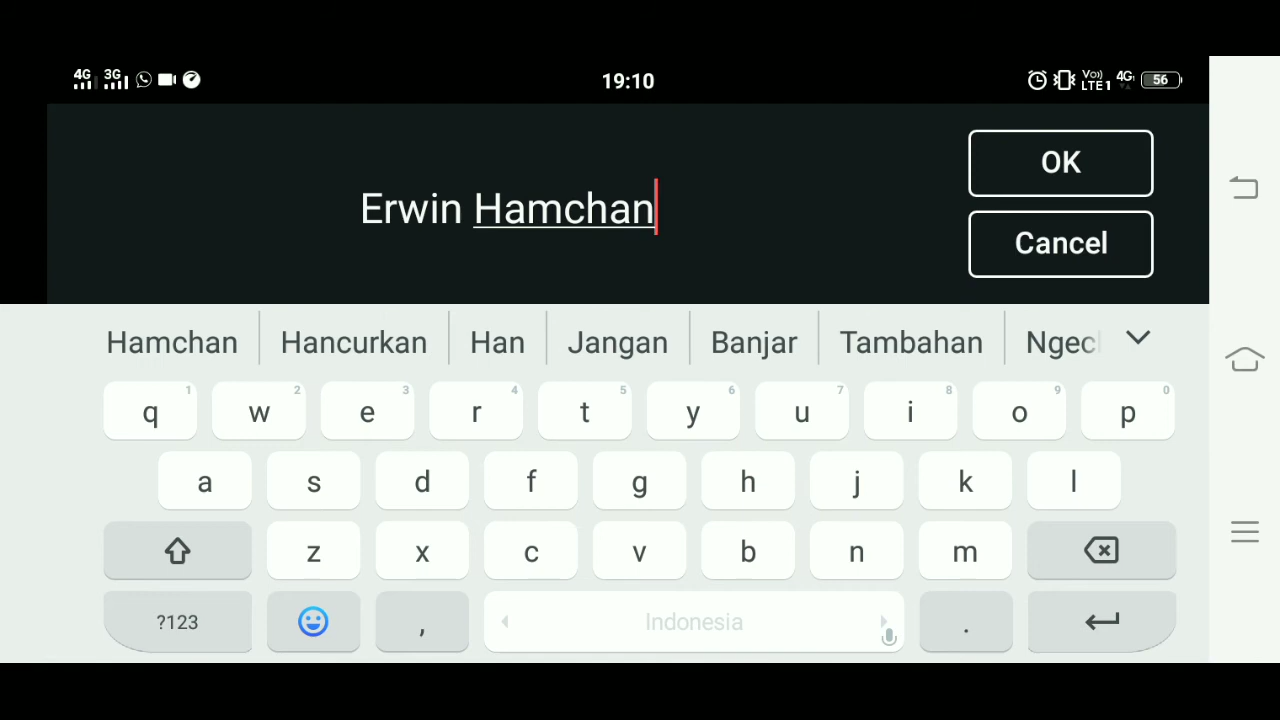 4G 3G 19:10 Vo)) LTE1 4G 56
OK
Erwin Hamchan
Cancel
Hamchan Hancurkan Han Jangan Banjar Tambahan Ngec
q 1 w 2 e 3 r 4 t 5 y 6 u 7 i 8 o 9 p 0
a s d f g h j k l
z x c v b n m
?123 , Indonesia .